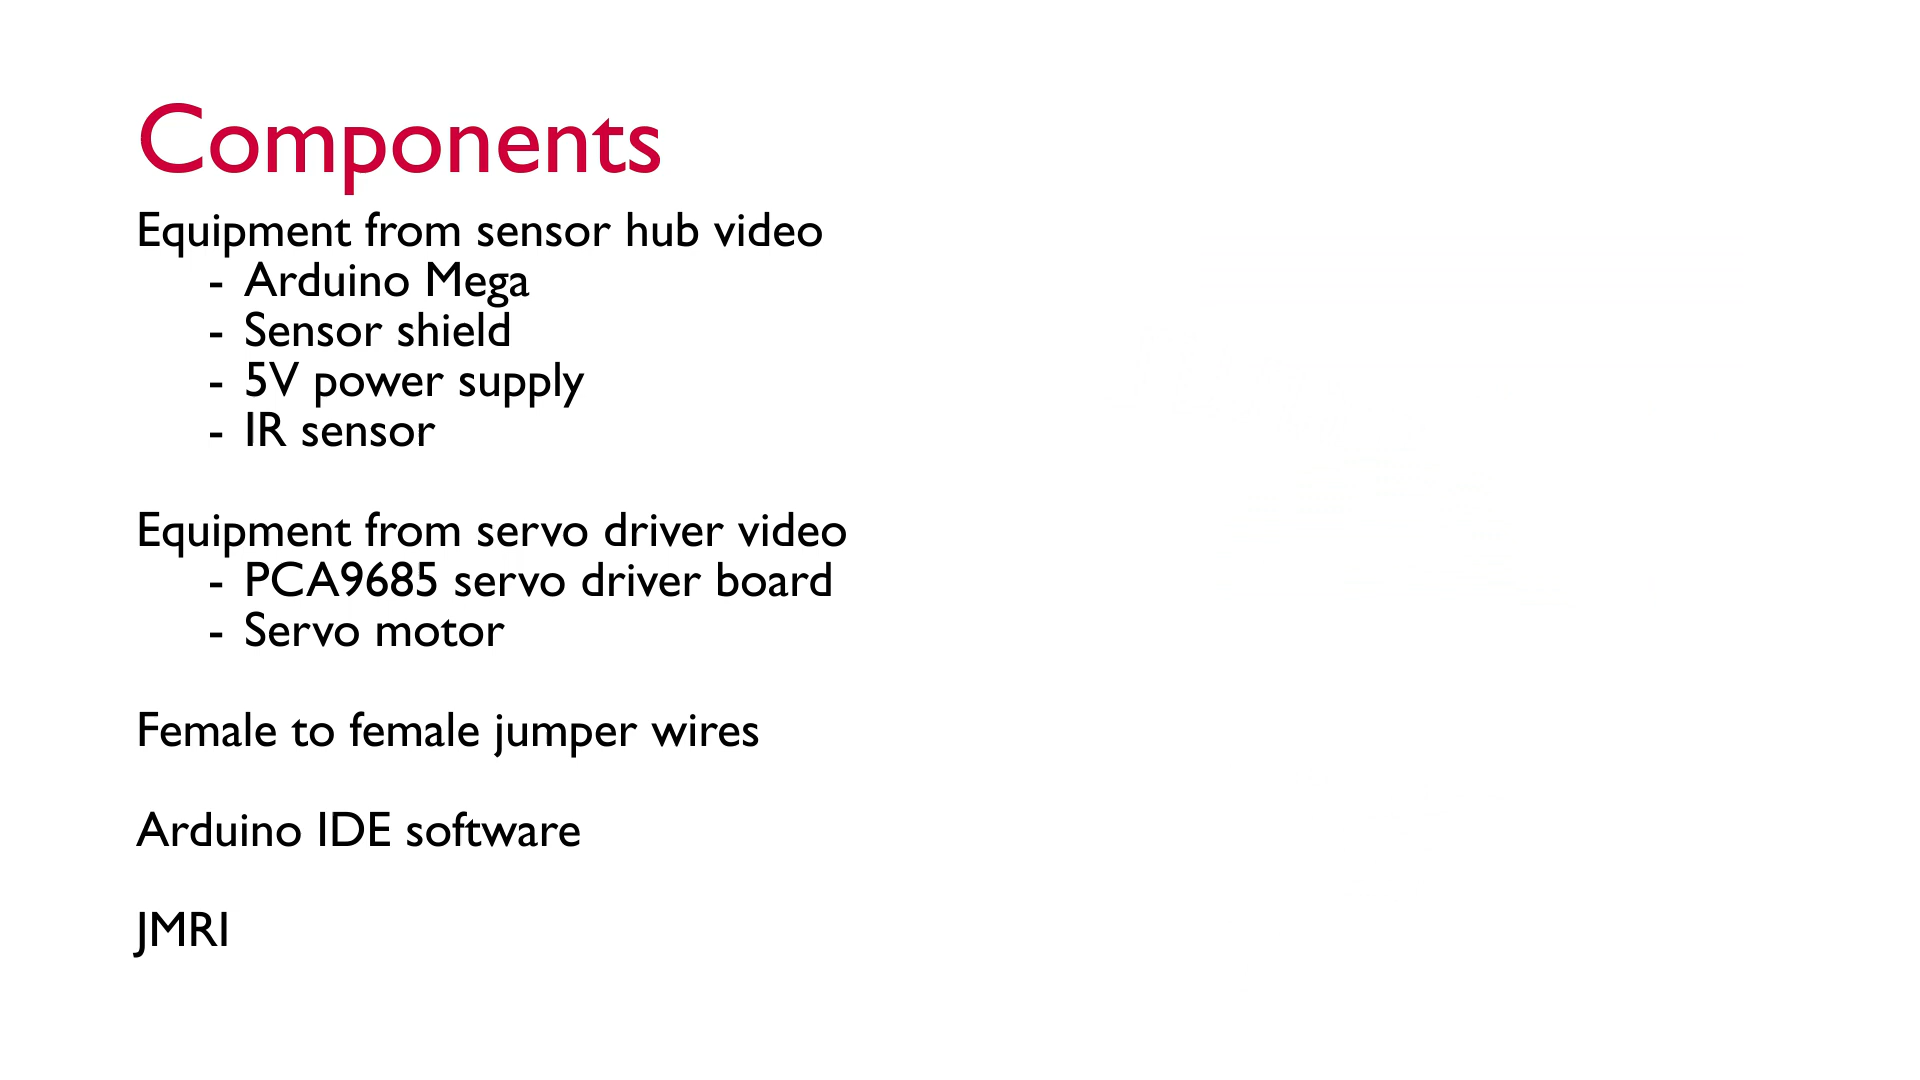 Components
Equipment from sensor hub video
- Arduino Mega
- Sensor shield
- 5V power supply
- IR sensor
Equipment from servo driver video
- PCA9685 servo driver board
- Servo motor
Female to female jumper wires
Arduino IDE software
JMRI